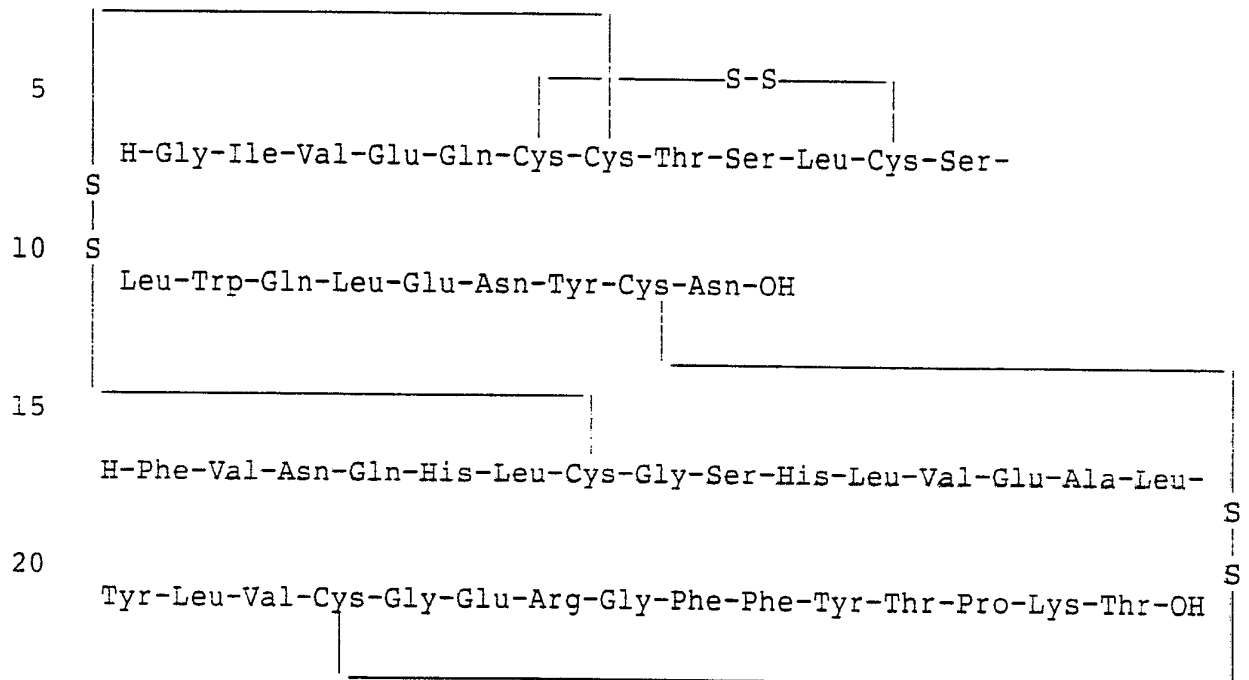 5 S-S
H-Gly-Ile-Val-Glu-Gln-Cys-Cys-Thr-Ser-Leu-Cys-Ser-
S
10 S
Leu-Trp-Gln-Leu-Glu-Asn-Tyr-Cys-Asn-OH
15
H-Phe-Val-Asn-Gln-His-Leu-Cys-Gly-Ser-His-Leu-Val-Glu-Ala-Leu-
S
20 S
Tyr-Leu-Val-Cys-Gly-Glu-Arg-Gly-Phe-Phe-Tyr-Thr-Pro-Lys-Thr-OH